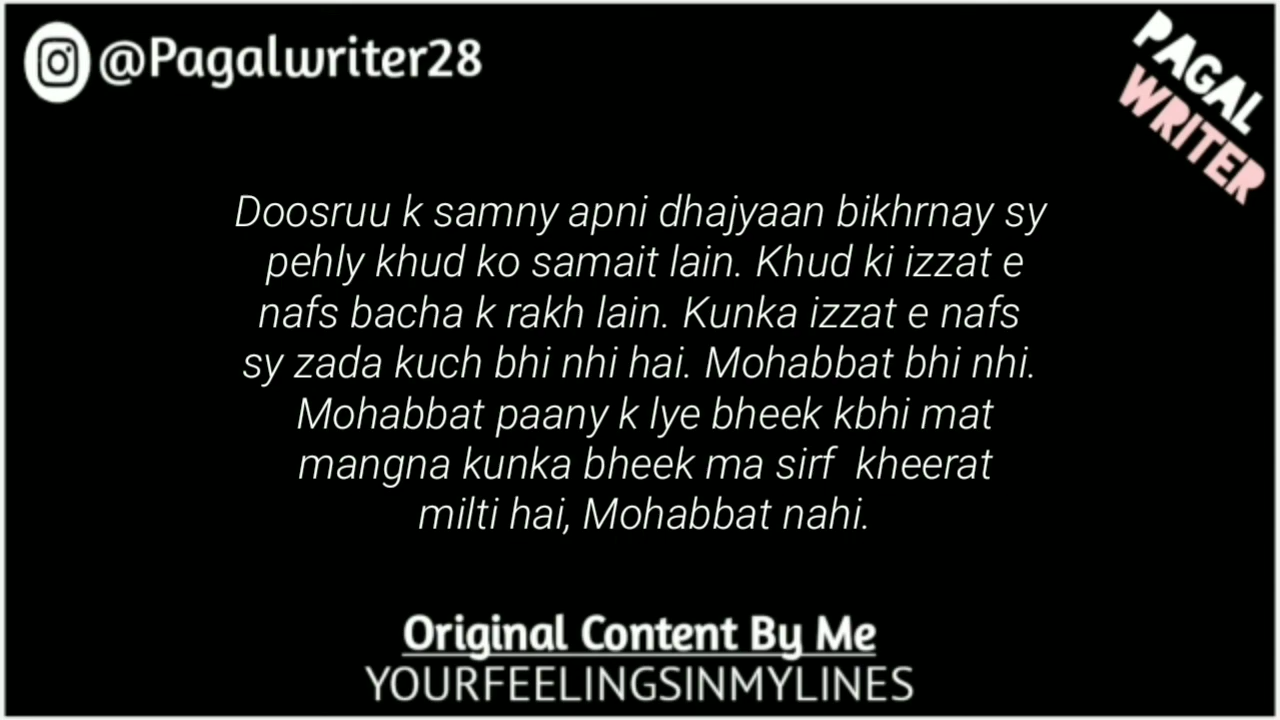 @Pagalwriter28
PAGAL
WRITER
Doosruu k samny apni dhajyaan bikhrnay sy
pehly khud ko samait lain. Khud ki izzat e
nafs bacha k rakh lain. Kunka izzat e nafs
sy zada kuch bhi nhi hai. Mohabbat bhi nhi.
Mohabbat paany k lye bheek kbhi mat
mangna kunka bheek ma sirf kheerat
milti hai, Mohabbat nahi.
Original Content By Me
YOURFEELINGSINMYLINES